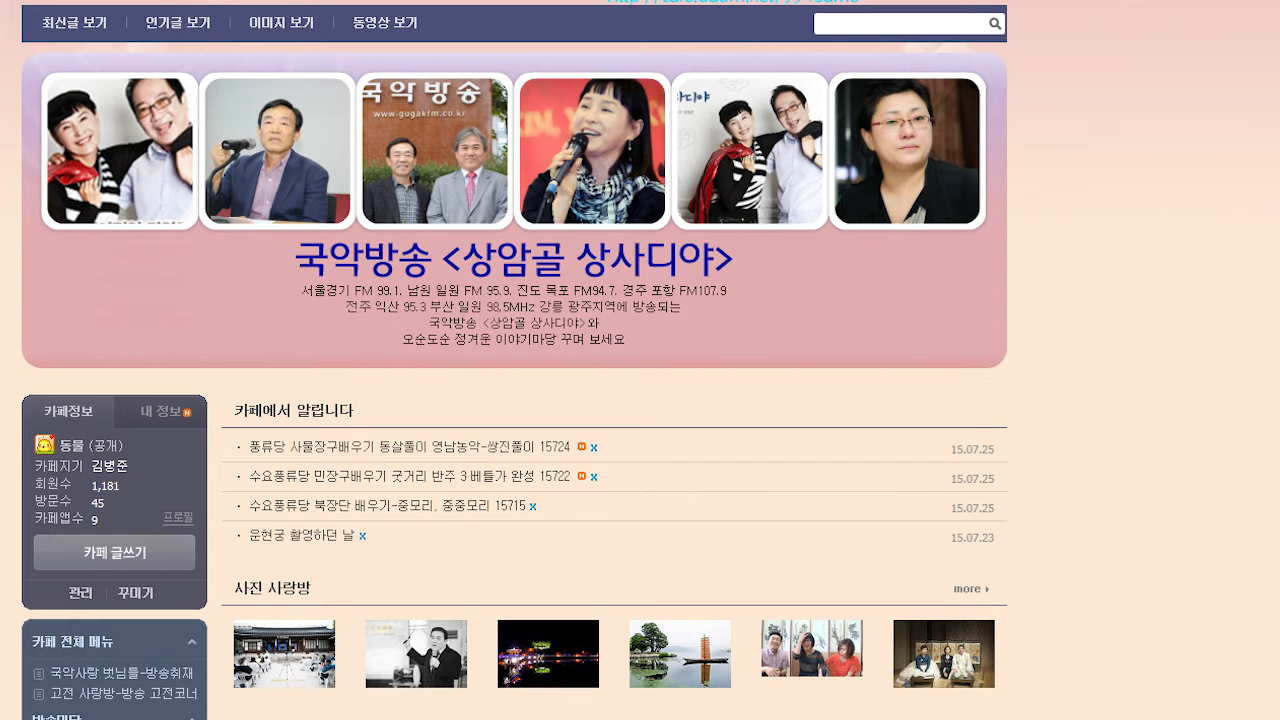 최신글 보기 | 인기글 보기 | 이미지 보기 | 동영상 보기
국악방송
www.gugakfm.co.kr
국악방송 <상암골 상사디야>
서울경기 FM 99.1. 남원 일원 FM 95.9. 진도 목포 FM94.7. 경주 포항 FM107.9
전주 익산 95.3 부산 일원 98,5MHz 강릉 광주지역에 방송되는
국악방송 <상암골 상사디야>와
오순도순 정겨운 이야기마당 꾸며 보세요
카페정보 내 정보 N
동물 (공개)
카페지기 김병준
회원수 1,181
방문수 45
카페앱수 9 프로필
카페 글쓰기
관리 | 꾸미기
카페 전체 메뉴
국악사랑 벗님들-방송취재
고전 사랑방-방송 고전코너
방송마당
카페에서 알립니다
· 풍류당 사물장구배우기 동살풀이 영남농악-쌍진풀이 15724 N 15.07.25
· 수요풍류당 민장구배우기 굿거리 반주 3 베틀가 완성 15722 N 15.07.25
· 수요풍류당 북장단 배우기-중모리, 중중모리 15715 15.07.25
· 운현궁 촬영하던 날 15.07.23
사진 사랑방 more